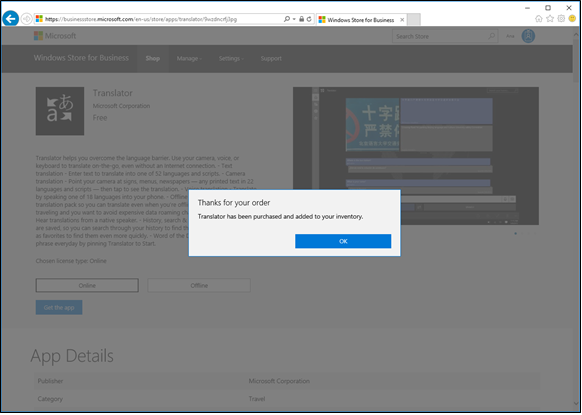 https://businessstore.microsoft.com/en-us/store/apps/translator/9wzdncrfj3pg
Windows Store for Business
Microsoft
Search Store
Windows Store for Business
Shop
Manage
Settings
Support
Translator
Microsoft Corporation
Free
Translator helps you overcome the language barrier. Use your camera, voice, or
keyboard to translate on-the-go, even without an Internet connection. - Text
translation - Enter text to translate into one of 52 languages and scripts. - Camera
translation - Point your camera at signs, menus, newspapers — any printed text in 22
languages and scripts — then tap to see the translation.
by speaking one of 18 languages into your phone. - Offline
translation pack so you can translate even when you're offl
traveling and you want to avoid expensive data roaming ch
Hear translations from a native speaker. - History, search &
are saved, so you can search through your history to find th
as favorites to find them even more quickly. - Word of the D
phrase everyday by pinning Translator to Start.
Chosen license type: Online
Online
Offline
Get the app
十字路
严禁停
Thanks for your order
Translator has been purchased and added to your inventory.
OK
App Details
Publisher
Microsoft Corporation
Category
Travel